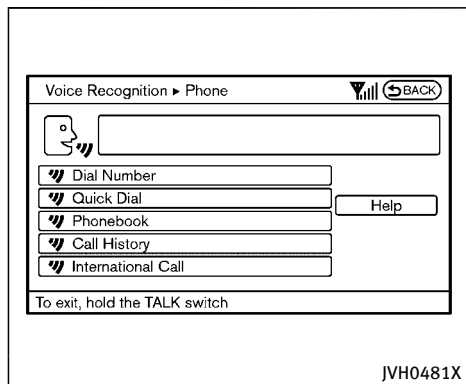 Voice Recognition ▸ Phone
BACK
Dial Number
Quick Dial
Help
Phonebook
Call History
International Call
To exit, hold the TALK switch
JVH0481X